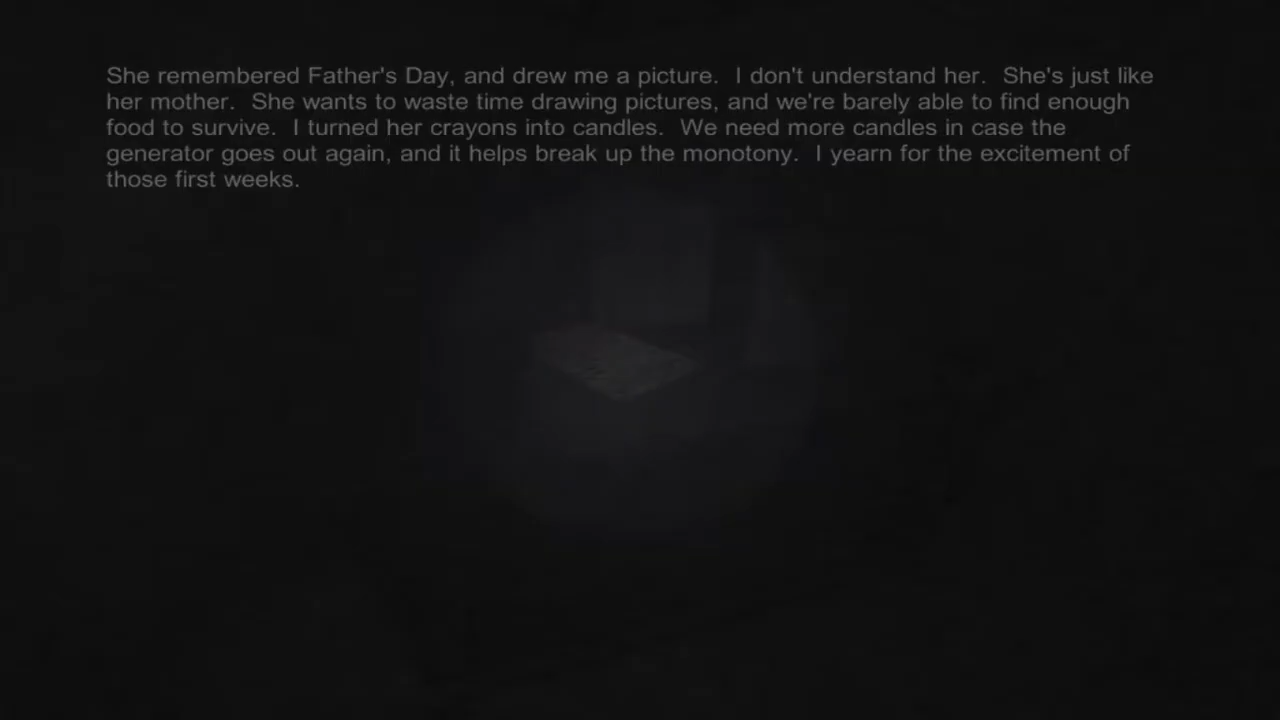 She remembered Father's Day, and drew me a picture.  I don't understand her.  She's just like
her mother.  She wants to waste time drawing pictures, and we're barely able to find enough
food to survive.  I turned her crayons into candles.  We need more candles in case the
generator goes out again, and it helps break up the monotony.  I yearn for the excitement of
those first weeks.